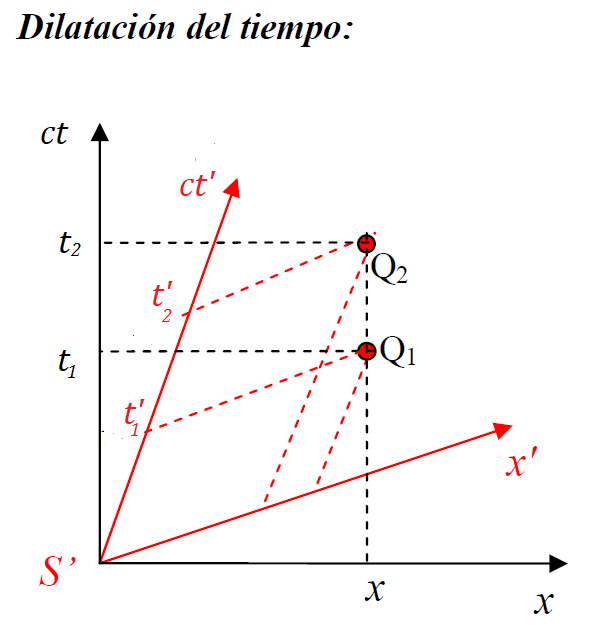 Dilatación del tiempo:
ct
ct'
t₂
Q₂
t'₂
t₁
Q₁
t'₁
x'
S'
x
x